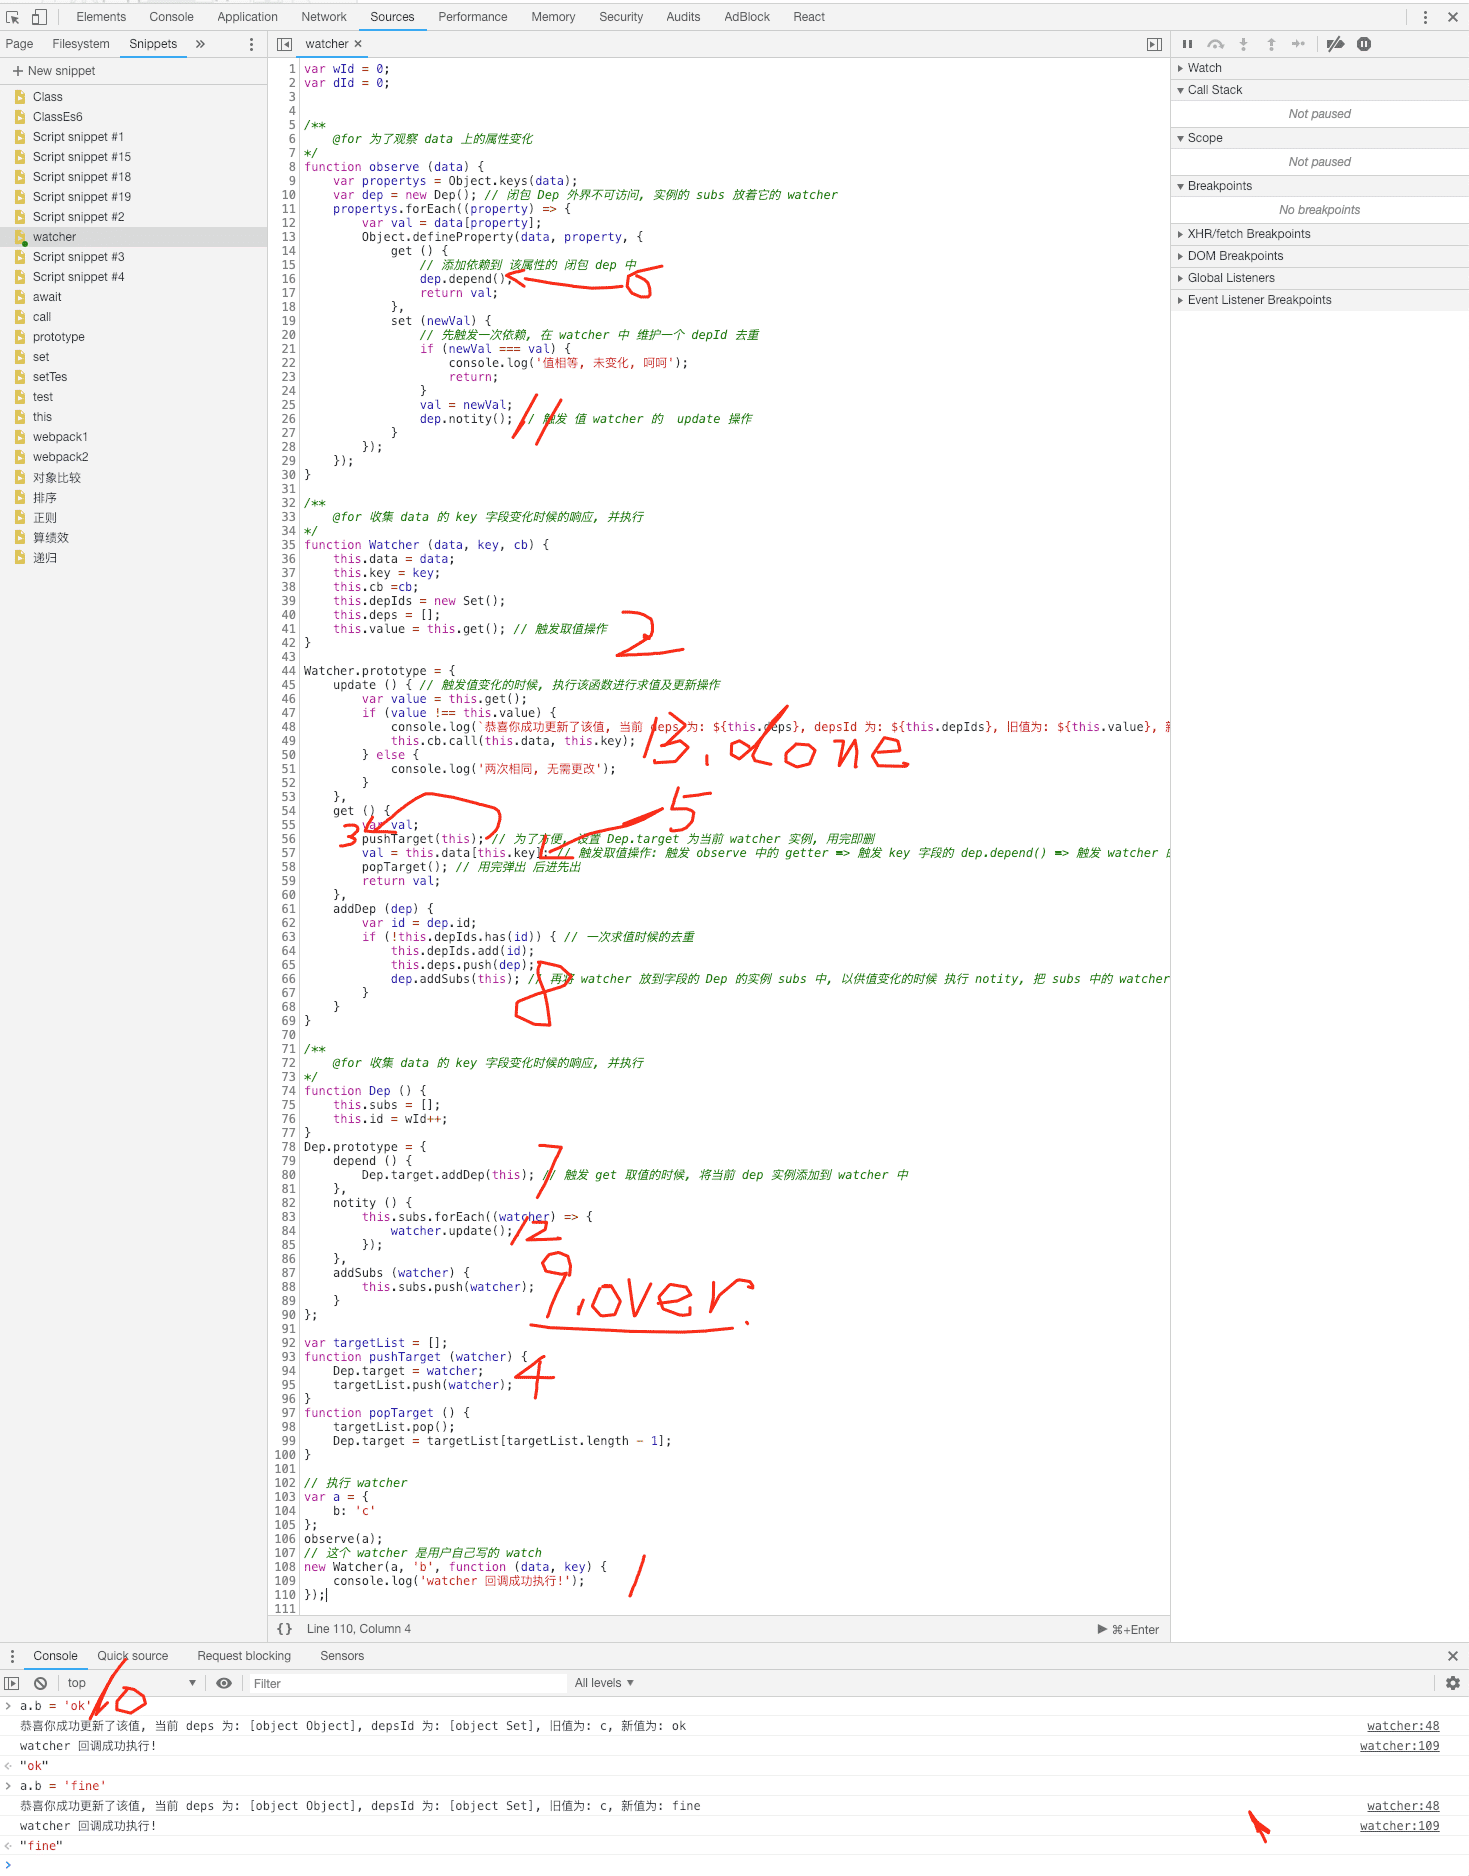 Elements Console Application Network Sources Performance Memory Security Audits AdBlock React
Page Filesystem Snippets »
watcher ×
+ New snippet
Class
ClassEs6
Script snippet #1
Script snippet #15
Script snippet #18
Script snippet #19
Script snippet #2
watcher
Script snippet #3
Script snippet #4
await
call
prototype
set
setTes
test
this
webpack1
webpack2
对象比较
排序
正则
算绩效
递归
1 var wId = 0;
2 var dId = 0;
3
4
5 /**
6 @for 为了观察 data 上的属性变化
7 */
8 function observe (data) {
9 var propertys = Object.keys(data);
10 var dep = new Dep(); // 闭包 Dep 外界不可访问, 实例的 subs 放着它的 watcher
11 propertys.forEach((property) => {
12 var val = data[property];
13 Object.defineProperty(data, property, {
14 get () {
15 // 添加依赖到 该属性的 闭包 dep 中
16 dep.depend(); 6
17 return val;
18 },
19 set (newVal) {
20 // 先触发一次依赖, 在 watcher 中 维护一个 depId 去重
21 if (newVal === val) {
22 console.log('值相等, 未变化, 呵呵');
23 return;
24 }
25 val = newVal;
26 dep.notity(); // 触发 值 watcher 的  update 操作 11
27 }
28 });
29 });
30 }
31
32 /**
33 @for 收集 data 的 key 字段变化时候的响应, 并执行
34 */
35 function Watcher (data, key, cb) {
36 this.data = data;
37 this.key = key;
38 this.cb =cb;
39 this.depIds = new Set();
40 this.deps = [];
41 this.value = this.get(); // 触发取值操作 2
42 }
43
44 Watcher.prototype = {
45 update () { // 触发值变化的时候, 执行该函数进行求值及更新操作
46 var value = this.get();
47 if (value !== this.value) {
48 console.log(`恭喜你成功更新了该值, 当前 deps 为: ${this.deps}, depsId 为: ${this.depIds}, 旧值为: ${this.value}, 新
49 this.cb.call(this.data, this.key); 13.done
50 } else {
51 console.log('两次相同, 无需更改');
52 }
53 },
54 get () {
55 var val; 5
56 3 pushTarget(this); // 为了方便, 设置 Dep.target 为当前 watcher 实例, 用完即删
57 val = this.data[this.key]; // 触发取值操作: 触发 observe 中的 getter => 触发 key 字段的 dep.depend() => 触发 watcher 的
58 popTarget(); // 用完弹出 后进先出
59 return val;
60 },
61 addDep (dep) {
62 var id = dep.id;
63 if (!this.depIds.has(id)) { // 一次求值时候的去重
64 this.depIds.add(id);
65 this.deps.push(dep);
66 dep.addSubs(this); // 再将 watcher 放到字段的 Dep 的实例 subs 中, 以供值变化的时候 执行 notity, 把 subs 中的 watcher
67 } 8
68 }
69 }
70
71 /**
72 @for 收集 data 的 key 字段变化时候的响应, 并执行
73 */
74 function Dep () {
75 this.subs = [];
76 this.id = wId++;
77 }
78 Dep.prototype = {
79 depend () {
80 Dep.target.addDep(this); // 触发 get 取值的时候, 将当前 dep 实例添加到 watcher 中 7
81 },
82 notity () {
83 this.subs.forEach((watcher) => {
84 watcher.update(); 12
85 });
86 },
87 addSubs (watcher) {
88 this.subs.push(watcher); 9.over.
89 }
90 };
91
92 var targetList = [];
93 function pushTarget (watcher) {
94 Dep.target = watcher; 4
95 targetList.push(watcher);
96 }
97 function popTarget () {
98 targetList.pop();
99 Dep.target = targetList[targetList.length - 1];
100 }
101
102 // 执行 watcher
103 var a = {
104 b: 'c'
105 };
106 observe(a);
107 // 这个 watcher 是用户自己写的 watch
108 new Watcher(a, 'b', function (data, key) { 1
109 console.log('watcher 回调成功执行!');
110 });
111
{} Line 110, Column 4 ⌘+Enter
Watch
Call Stack
Not paused
Scope
Not paused
Breakpoints
No breakpoints
XHR/fetch Breakpoints
DOM Breakpoints
Global Listeners
Event Listener Breakpoints
Console Quick source Request blocking Sensors
top Filter All levels
> a.b = 'ok' 10
恭喜你成功更新了该值, 当前 deps 为: [object Object], depsId 为: [object Set], 旧值为: c, 新值为: ok watcher:48
watcher 回调成功执行! watcher:109
"ok"
> a.b = 'fine'
恭喜你成功更新了该值, 当前 deps 为: [object Object], depsId 为: [object Set], 旧值为: c, 新值为: fine watcher:48
watcher 回调成功执行! watcher:109
"fine"
>